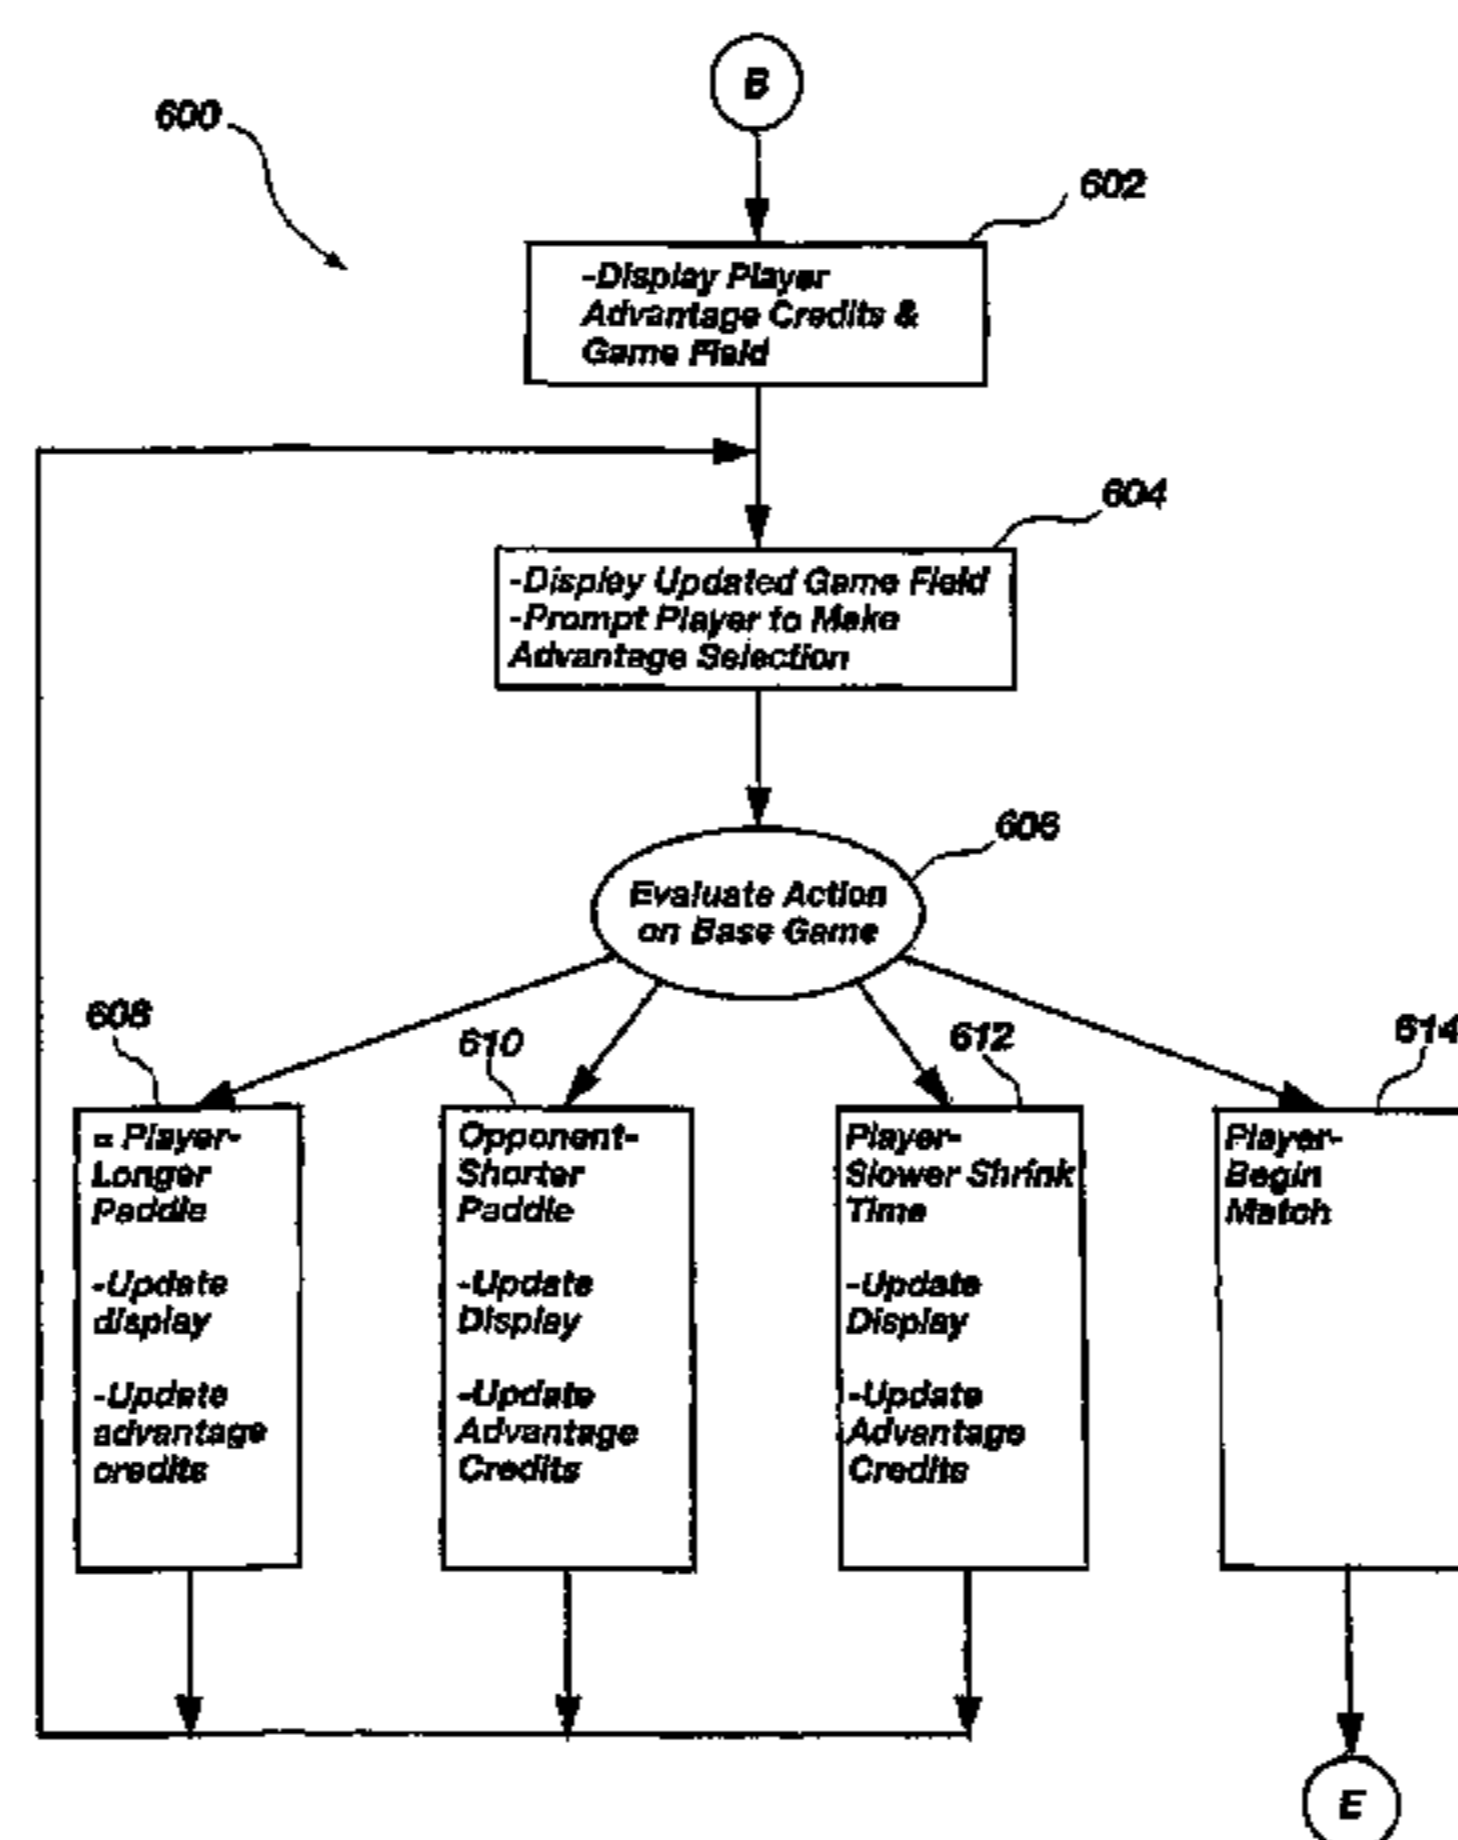 B
600
602
-Display Player
Advantage Credits &
Game Field
604
-Display Updated Game Field
-Prompt Player to Make
Advantage Selection
606
Evaluate Action
on Base Game
608
610
612
614
= Player-
Longer
Paddle
-Update
display
-Update
advantage
credits
Opponent-
Shorter
Paddle
-Update
Display
-Update
Advantage
Credits
Player-
Slower Shrink
Time
-Update
Display
-Update
Advantage
Credits
Player-
Begin
Match
E